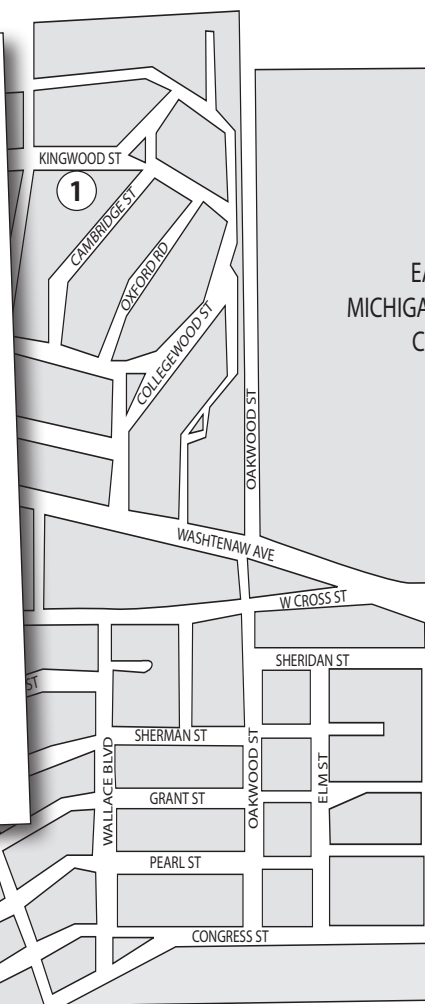 KINGWOOD ST
1
CAMBRIDGE ST
OXFORD RD
EA
MICHIGA
C
COLLEGEWOOD ST
OAKWOOD ST
WASHTENAW AVE
W CROSS ST
SHERIDAN ST
ST
SHERMAN ST
OAKWOOD ST
WALLACE BLVD
ELM ST
GRANT ST
PEARL ST
CONGRESS ST